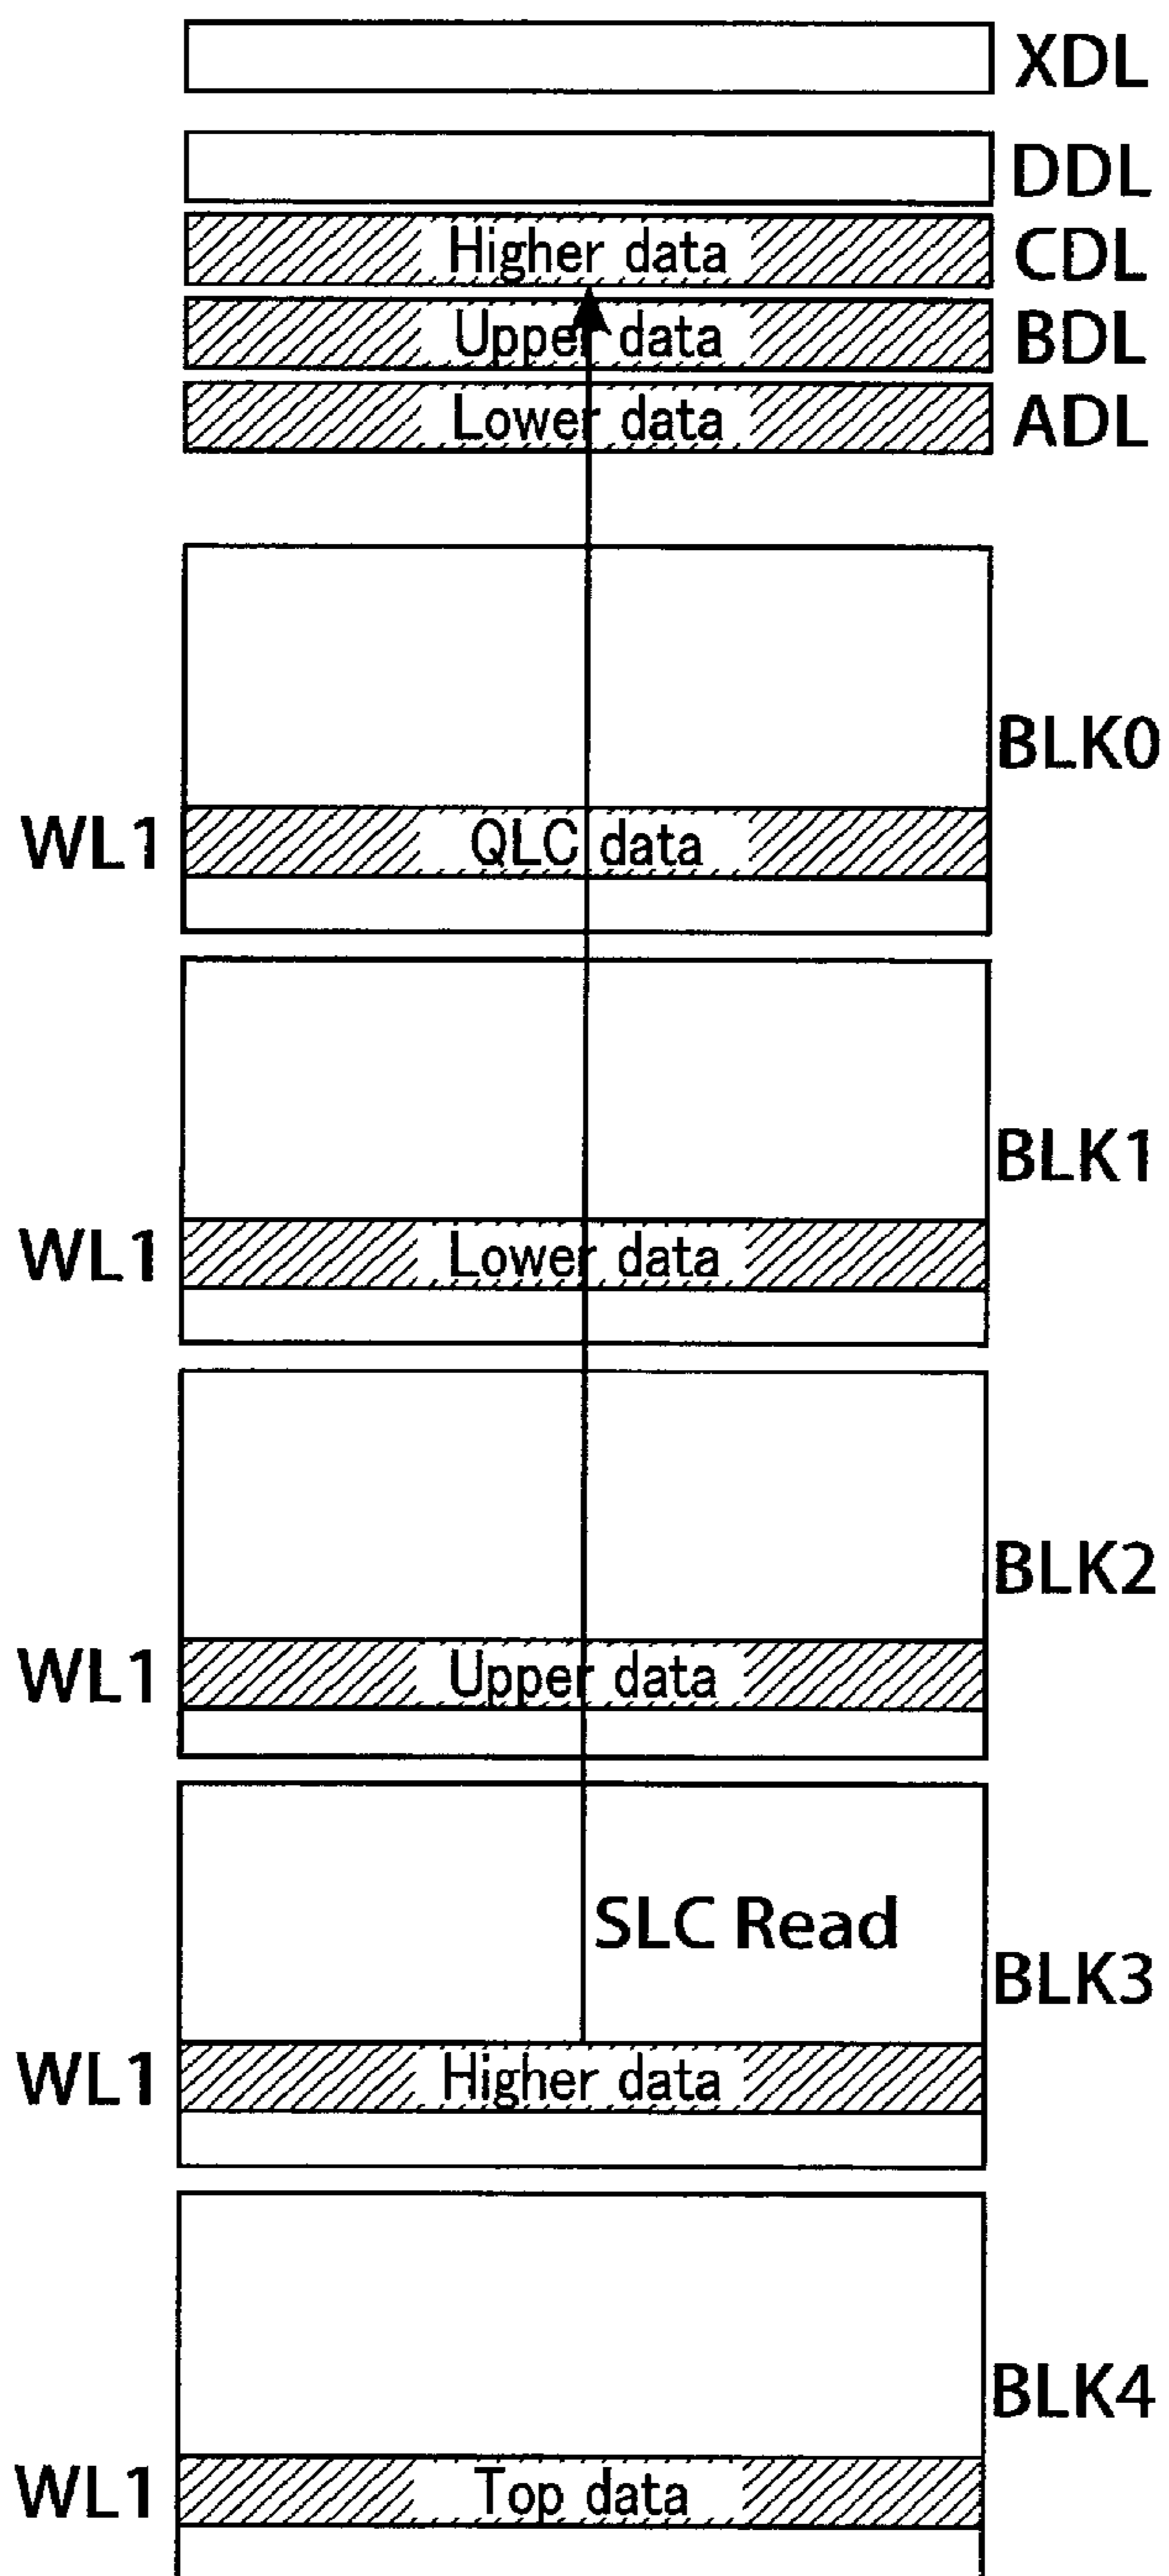 XDL
DDL
Higher data CDL
Upper data BDL
Lower data ADL
BLK0
WL1 QLC data
BLK1
WL1 Lower data
BLK2
WL1 Upper data
SLC Read
BLK3
WL1 Higher data
BLK4
WL1 Top data